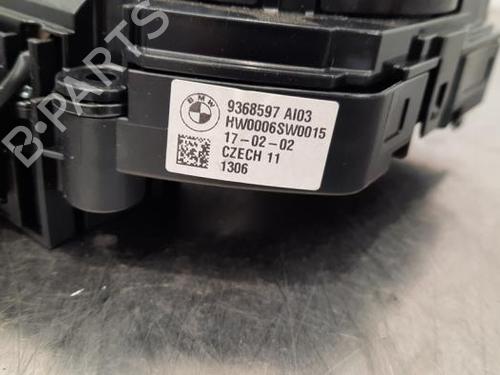 B-PARTS
BMW
9368597 AI03
HW0006SW0015
17-02-02
CZECH 11
1306